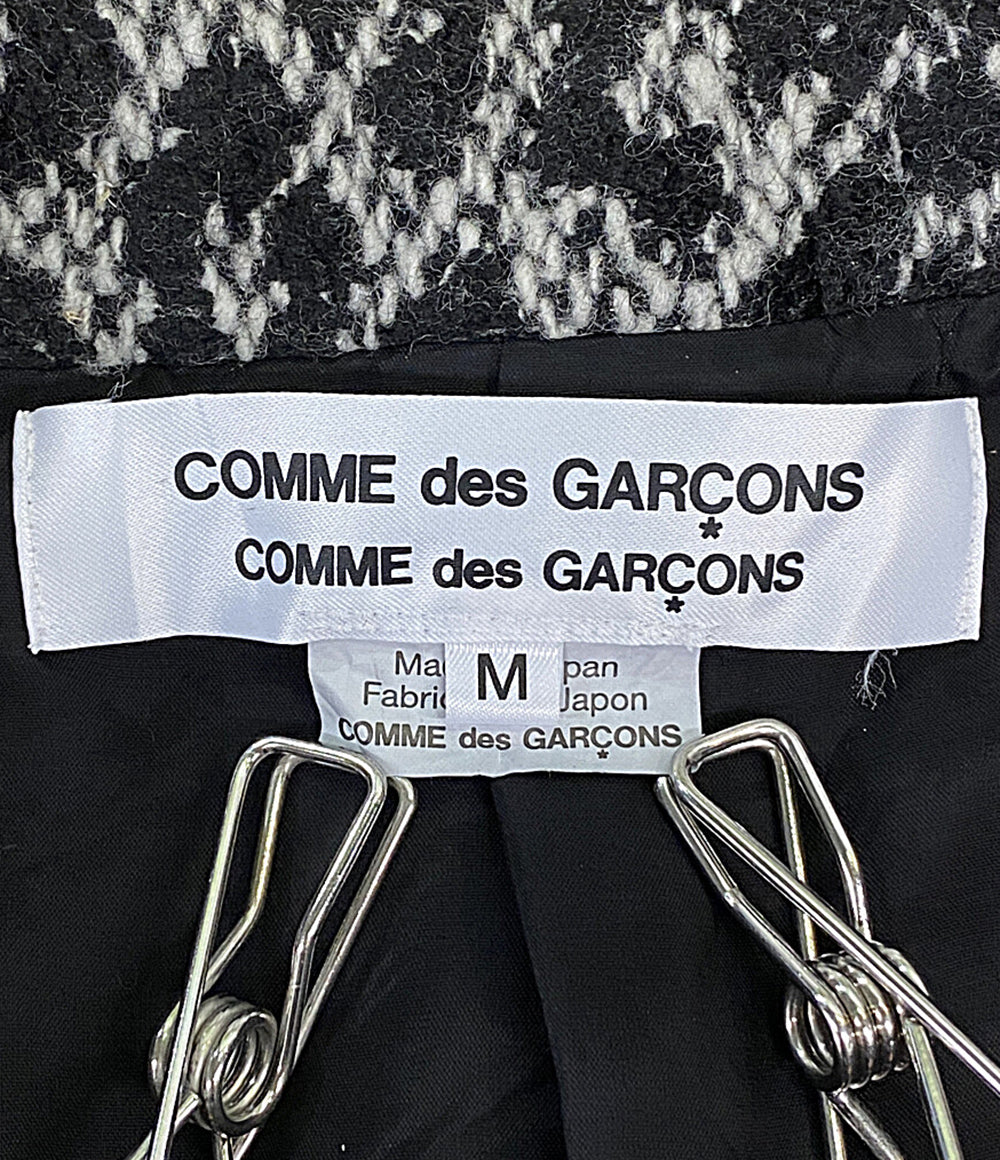 COMME des GARÇONS
COMME des GARÇONS
M
Ma pan
Fabric Japon
COMME des GARÇONS